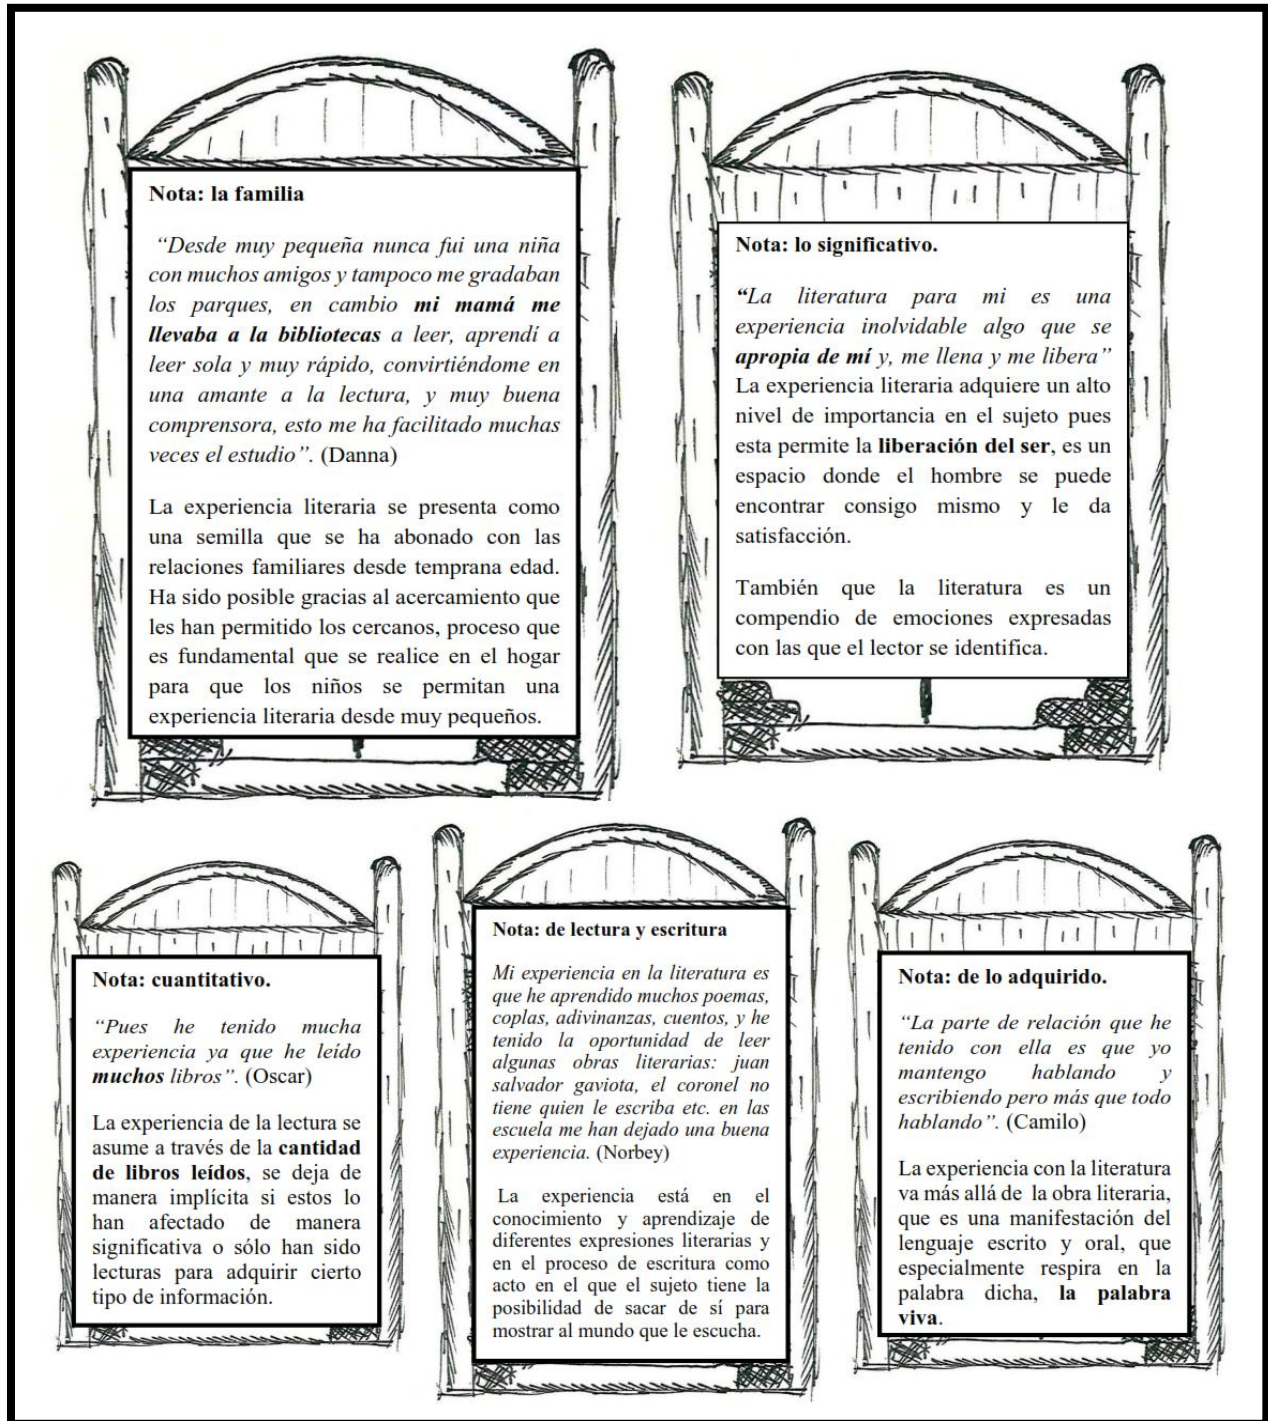 Nota: la familia
“Desde muy pequeña nunca fui una niña
con muchos amigos y tampoco me gradaban
los parques, en cambio mi mamá me
llevaba a la bibliotecas a leer, aprendí a
leer sola y muy rápido, convirtiéndome en
una amante a la lectura, y muy buena
comprensora, esto me ha facilitado muchas
veces el estudio”. (Danna)
La experiencia literaria se presenta como
una semilla que se ha abonado con las
relaciones familiares desde temprana edad.
Ha sido posible gracias al acercamiento que
les han permitido los cercanos, proceso que
es fundamental que se realice en el hogar
para que los niños se permitan una
experiencia literaria desde muy pequeños.
Nota: lo significativo.
“La literatura para mi es una
experiencia inolvidable algo que se
apropia de mí y, me llena y me libera”
La experiencia literaria adquiere un alto
nivel de importancia en el sujeto pues
esta permite la liberación del ser, es un
espacio donde el hombre se puede
encontrar consigo mismo y le da
satisfacción.
También que la literatura es un
compendio de emociones expresadas
con las que el lector se identifica.
Nota: cuantitativo.
“Pues he tenido mucha
experiencia ya que he leído
muchos libros”. (Oscar)
La experiencia de la lectura se
asume a través de la cantidad
de libros leídos, se deja de
manera implícita si estos lo
han afectado de manera
significativa o sólo han sido
lecturas para adquirir cierto
tipo de información.
Nota: de lectura y escritura
Mi experiencia en la literatura es
que he aprendido muchos poemas,
coplas, adivinanzas, cuentos, y he
tenido la oportunidad de leer
algunas obras literarias: juan
salvador gaviota, el coronel no
tiene quien le escriba etc. en las
escuela me han dejado una buena
experiencia. (Norbey)
La experiencia está en el
conocimiento y aprendizaje de
diferentes expresiones literarias y
en el proceso de escritura como
acto en el que el sujeto tiene la
posibilidad de sacar de sí para
mostrar al mundo que le escucha.
Nota: de lo adquirido.
“La parte de relación que he
tenido con ella es que yo
mantengo hablando y
escribiendo pero más que todo
hablando”. (Camilo)
La experiencia con la literatura
va más allá de la obra literaria,
que es una manifestación del
lenguaje escrito y oral, que
especialmente respira en la
palabra dicha, la palabra
viva.